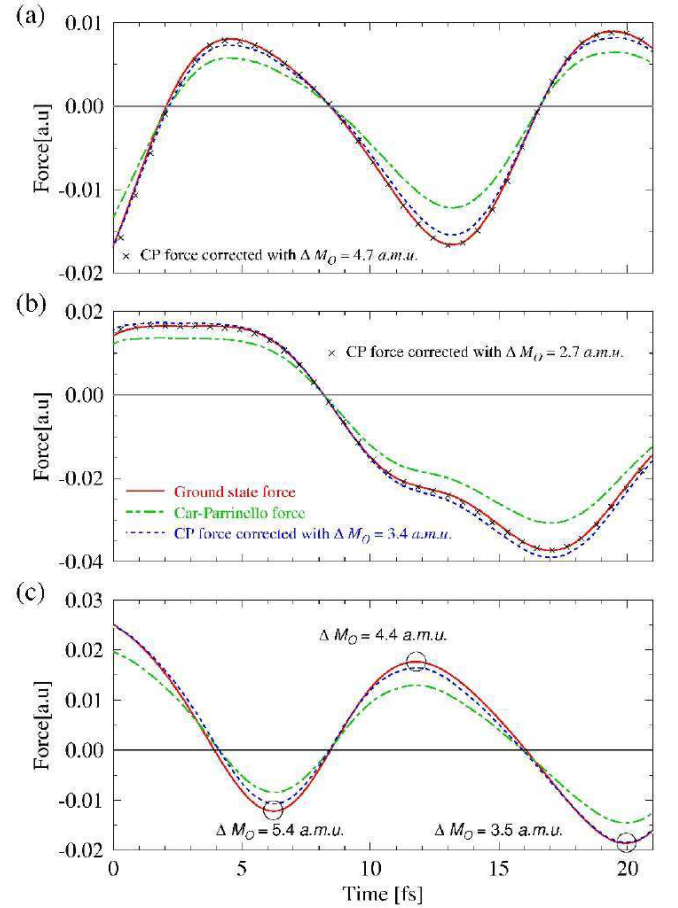 (a)
0.01
0.00
-0.01
-0.02
Force[a.u]
× CP force corrected with Δ M_O = 4.7 a.m.u.
(b)
0.02
0.00
-0.02
-0.04
Force[a.u]
× CP force corrected with Δ M_O = 2.7 a.m.u.
Ground state force
Car-Parrinello force
CP force corrected with Δ M_O = 3.4 a.m.u.
(c)
0.03
0.02
0.01
0.00
-0.01
-0.02
Force[a.u]
Δ M_O = 4.4 a.m.u.
Δ M_O = 5.4 a.m.u.
Δ M_O = 3.5 a.m.u.
0 5 10 15 20
Time [fs]